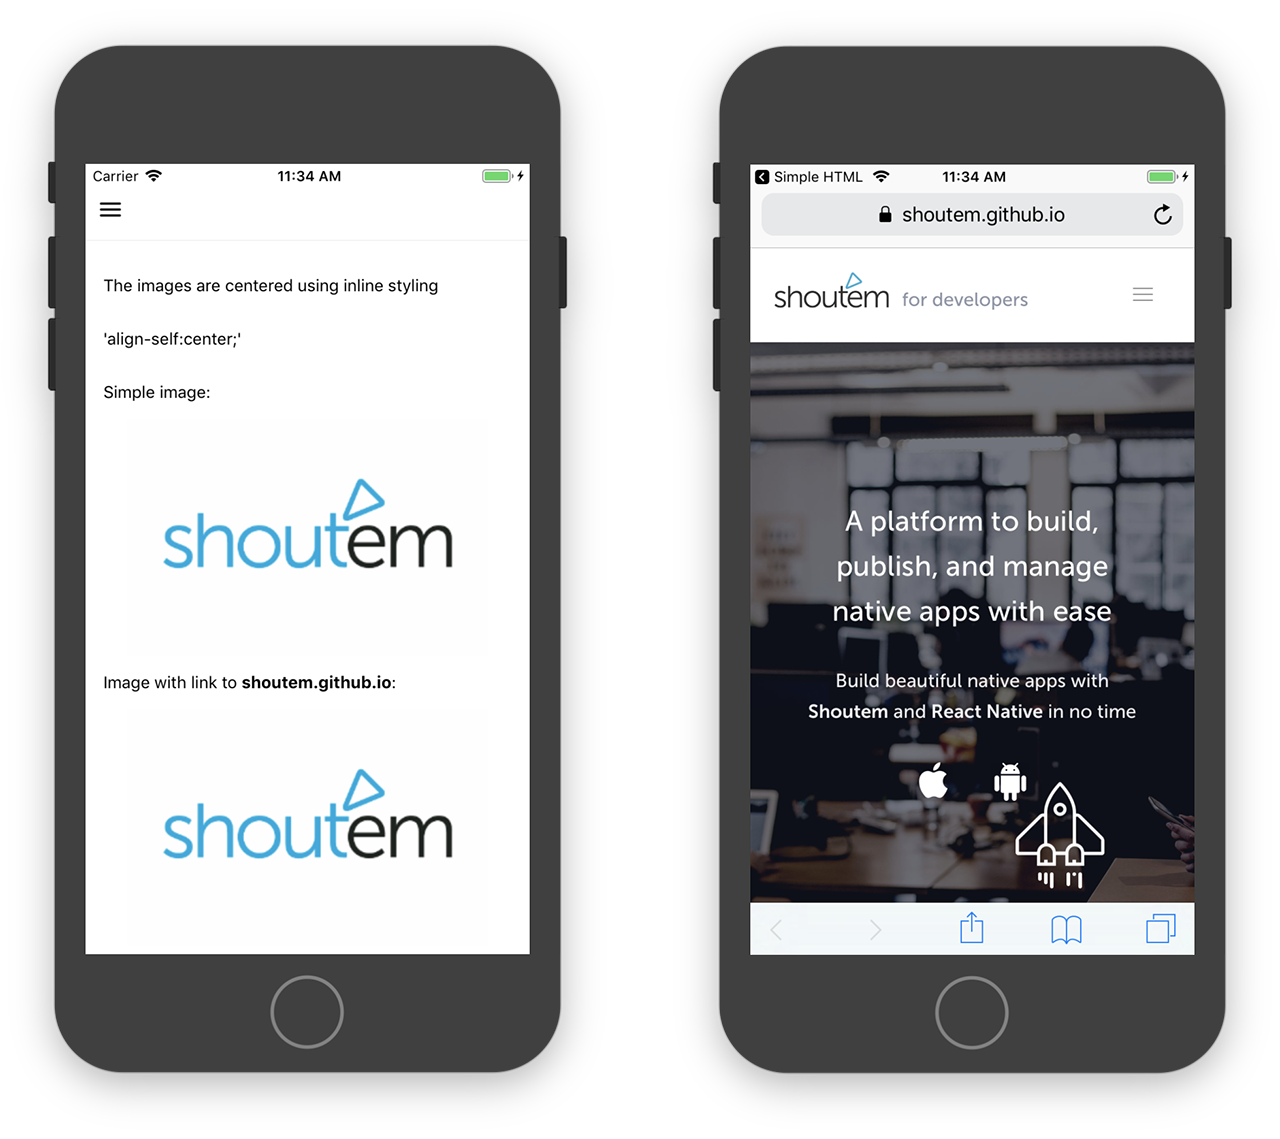 Carrier 11:34 AM
The images are centered using inline styling
'align-self:center;'
Simple image:
shoutem
Image with link to shoutem.github.io:
shoutem
Simple HTML 11:34 AM
shoutem.github.io
shoutem for developers
A platform to build,
publish, and manage
native apps with ease
Build beautiful native apps with
Shoutem and React Native in no time